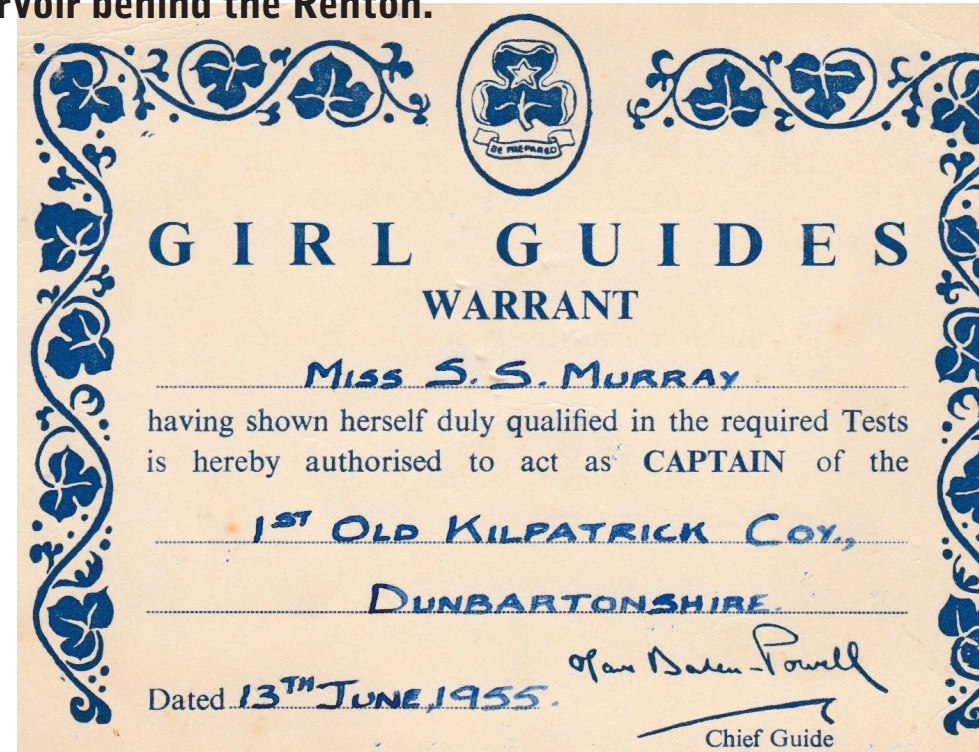 rvoir behind the Renton.
BE PREPARED
GIRL GUIDES
WARRANT
MISS S. S. MURRAY
having shown herself duly qualified in the required Tests
is hereby authorised to act as CAPTAIN of the
1ST OLD KILPATRICK COY.,
DUNBARTONSHIRE.
Olave Baden-Powell
Dated 13TH JUNE, 1955.
Chief Guide